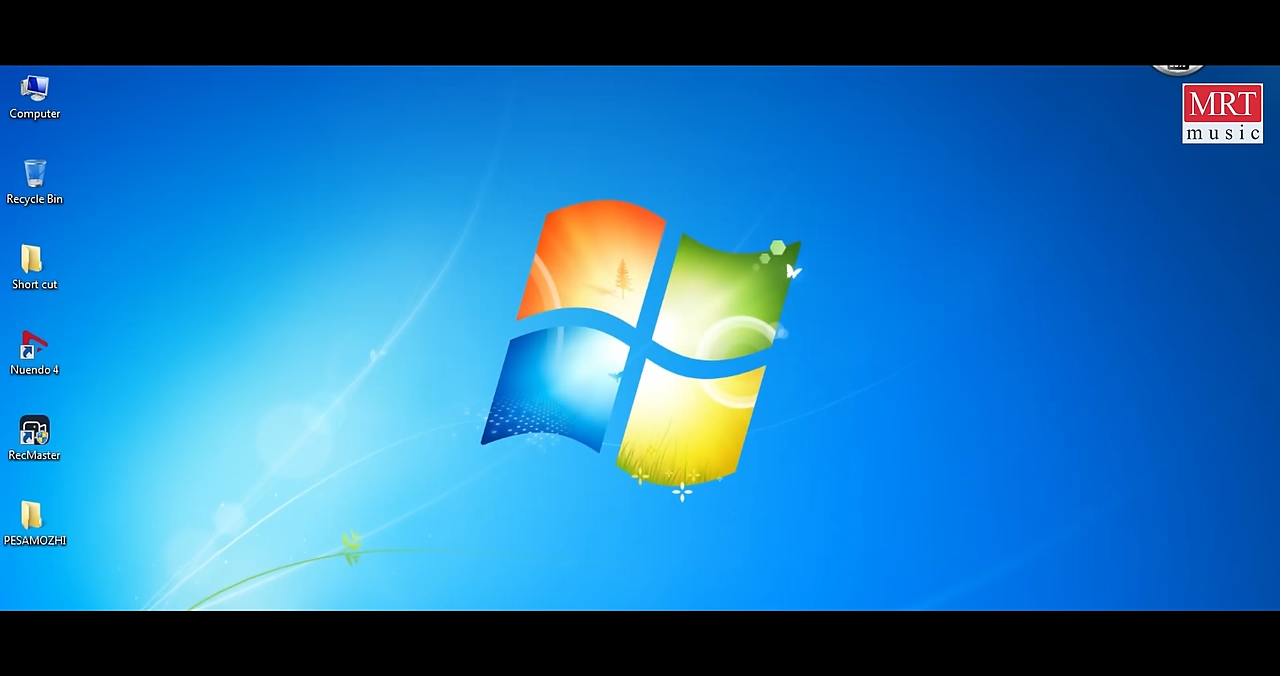 Computer
Recycle Bin
Short cut
Nuendo 4
RecMaster
PESAMOZHI
MRT
music